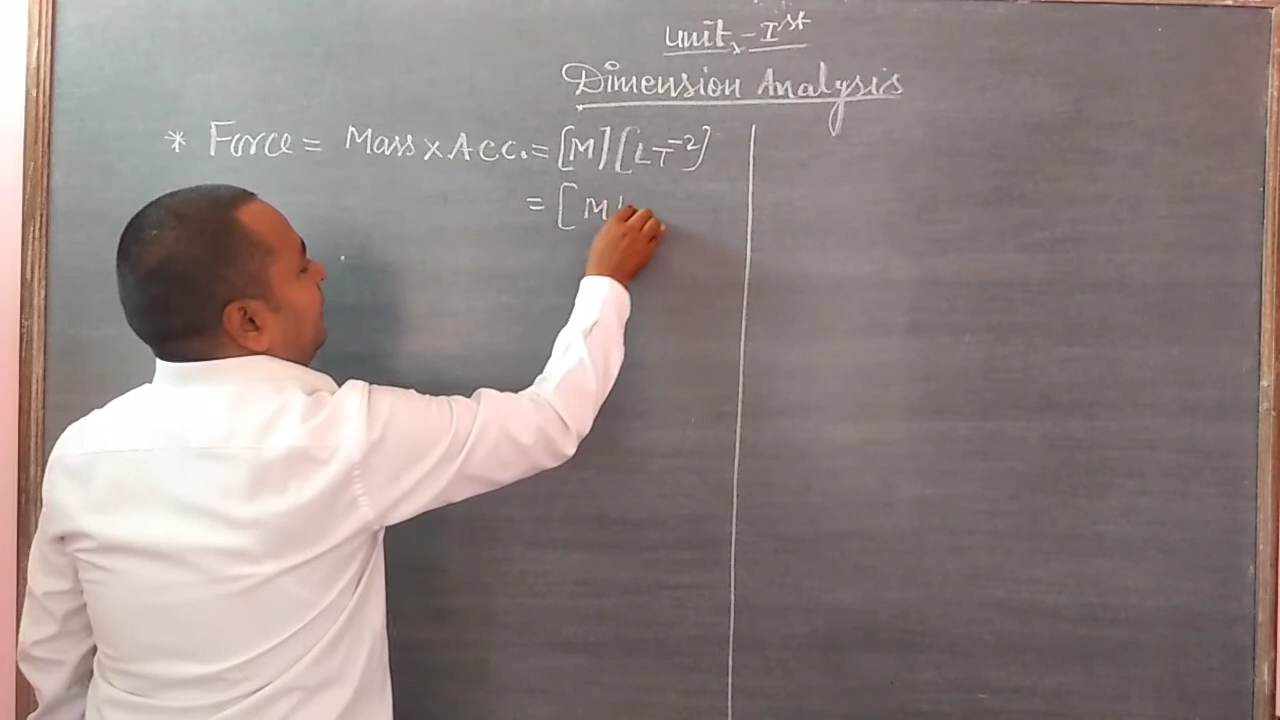 Unit - Ist
Dimension Analysis
* Force = Mass x Acc. = [M] [LT⁻²]
= [M